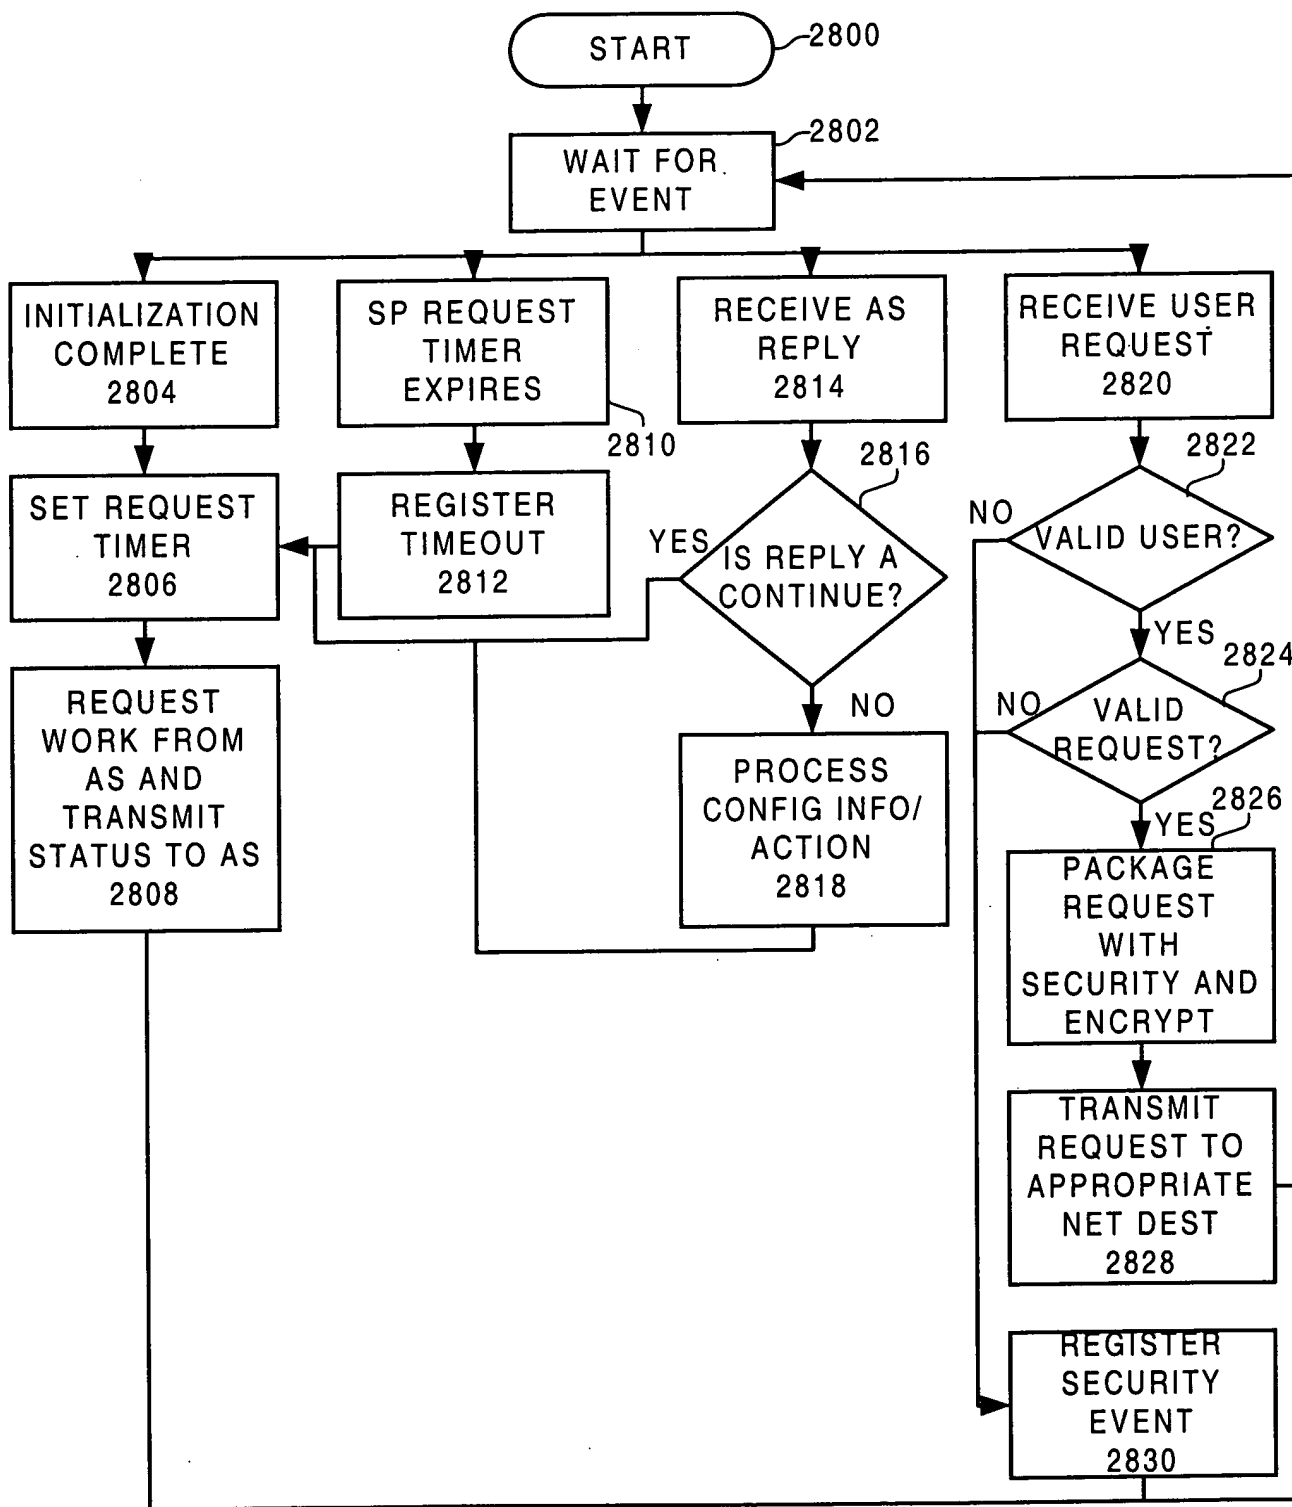 START
2800
WAIT FOR
EVENT
2802
INITIALIZATION
COMPLETE
2804
SP REQUEST
TIMER
EXPIRES
2810
RECEIVE AS
REPLY
2814
RECEIVE USER
REQUEST
2820
SET REQUEST
TIMER
2806
REGISTER
TIMEOUT
2812
2816
YES
IS REPLY A
CONTINUE?
NO
2822
NO
VALID USER?
YES
2824
NO
VALID
REQUEST?
YES
2826
REQUEST
WORK FROM
AS AND
TRANSMIT
STATUS TO AS
2808
PROCESS
CONFIG INFO/
ACTION
2818
PACKAGE
REQUEST
WITH
SECURITY AND
ENCRYPT
TRANSMIT
REQUEST TO
APPROPRIATE
NET DEST
2828
REGISTER
SECURITY
EVENT
2830